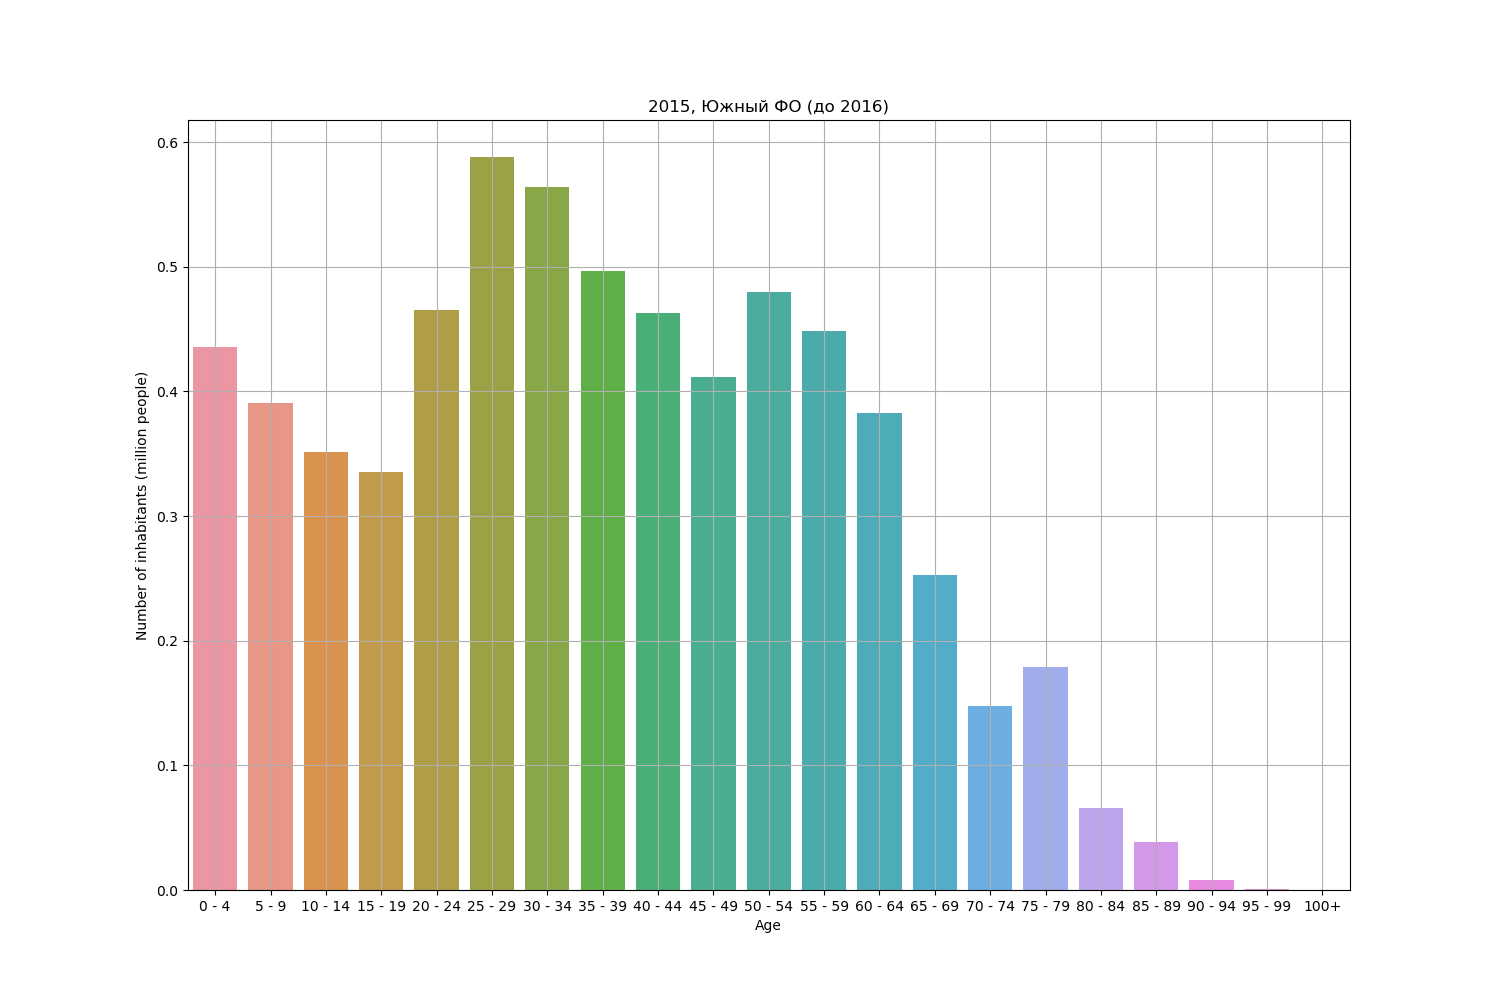 2015, Южный ФО (до 2016)
Number of inhabitants (million people)
0.6
0.5
0.4
0.3
0.2
0.1
0.0
0 - 4 5 - 9 10 - 14 15 - 19 20 - 24 25 - 29 30 - 34 35 - 39 40 - 44 45 - 49 50 - 54 55 - 59 60 - 64 65 - 69 70 - 74 75 - 79 80 - 84 85 - 89 90 - 94 95 - 99 100+
Age